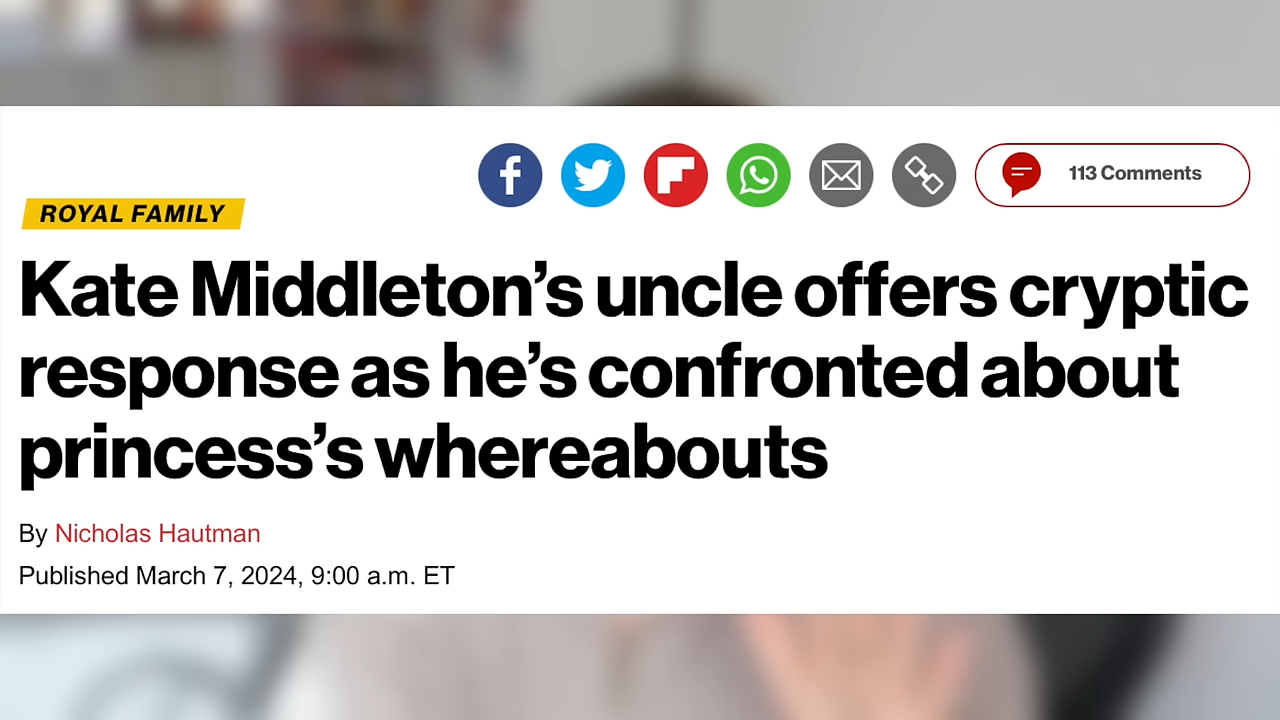 113 Comments
ROYAL FAMILY
Kate Middleton’s uncle offers cryptic
response as he’s confronted about
princess’s whereabouts
By Nicholas Hautman
Published March 7, 2024, 9:00 a.m. ET